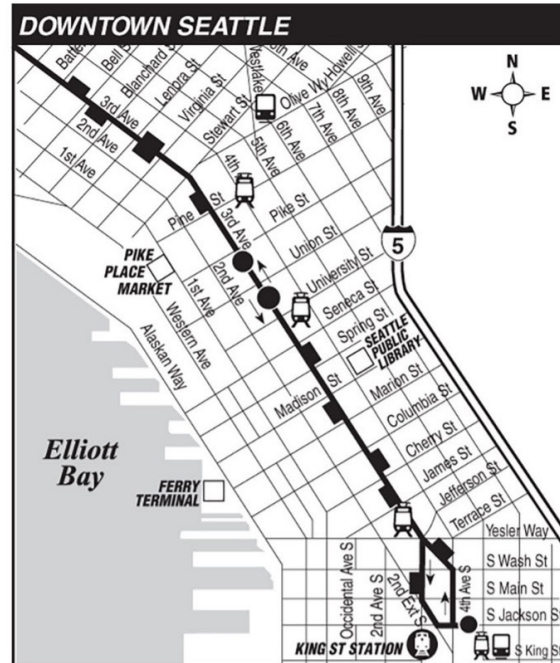 DOWNTOWN SEATTLE
Bell St
Blanchard St
Lenora St
Virginia St
Stewart St
Westlake
Olive Wy
Howell St
9th Ave
8th Ave
7th Ave
6th Ave
5th Ave
4th
3rd Ave
2nd Ave
1st Ave
N
W
E
S
5
Pine St
Pike St
Union St
University St
Seneca St
Spring St
SEATTLE
PUBLIC
LIBRARY
Madison St
Marion St
Columbia St
Cherry St
James St
Jefferson St
Terrace St
Yesler Way
3rd Ave
2nd Ave
1st Ave
Western Ave
Alaskan Way
PIKE
PLACE
MARKET
Elliott
Bay
FERRY
TERMINAL
S Wash St
S Main St
S Jackson St
S King St
Occidental Ave S
2nd Ave S
2nd Ext S
4th Ave S
KING ST STATION